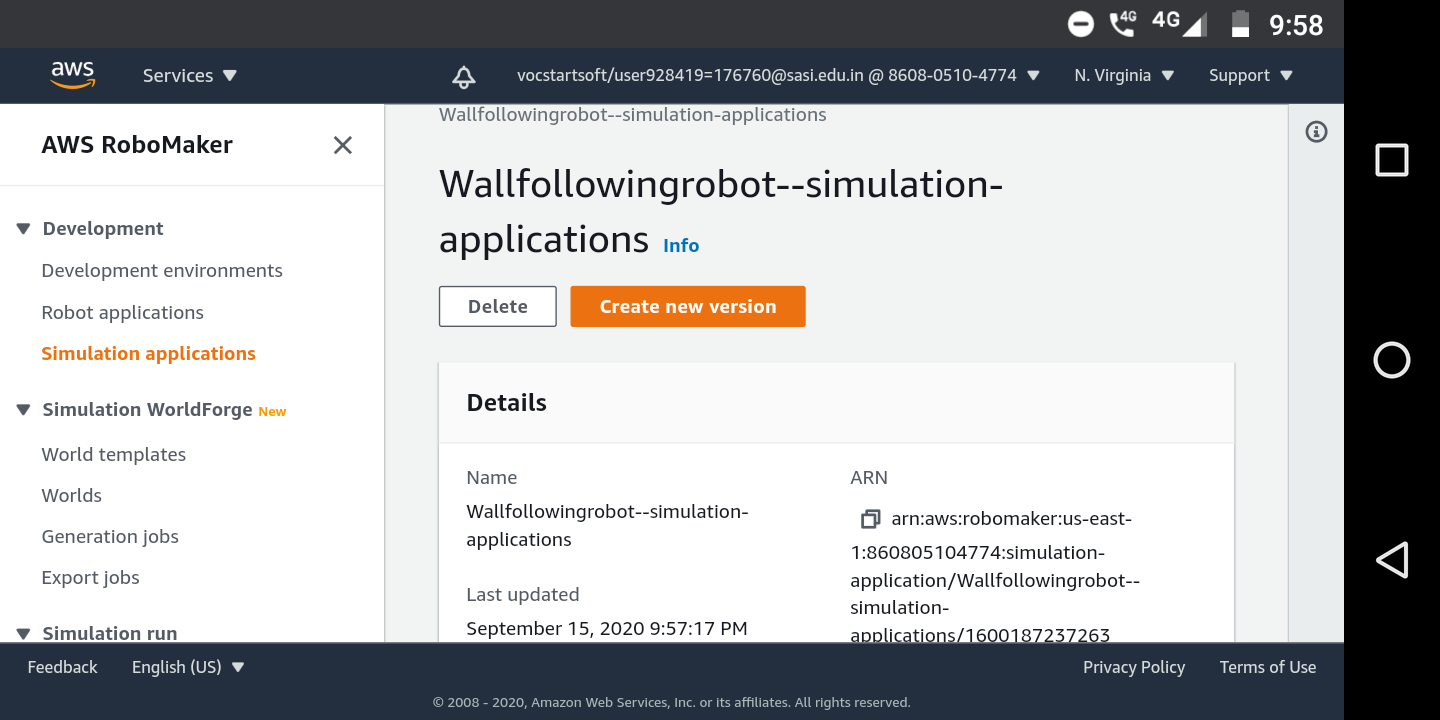 4G
4G
9:58
aws
Services
vocstartsoft/user928419=176760@sasi.edu.in @ 8608-0510-4774
N. Virginia
Support
AWS RoboMaker
Development
Development environments
Robot applications
Simulation applications
Simulation WorldForge New
World templates
Worlds
Generation jobs
Export jobs
Simulation run
Wallfollowingrobot--simulation-applications
Wallfollowingrobot--simulation-
applications Info
Delete
Create new version
Details
Name
Wallfollowingrobot--simulation-
applications
Last updated
September 15, 2020 9:57:17 PM
ARN
arn:aws:robomaker:us-east-
1:860805104774:simulation-
application/Wallfollowingrobot--
simulation-
applications/1600187237263
Feedback
English (US)
Privacy Policy
Terms of Use
© 2008 - 2020, Amazon Web Services, Inc. or its affiliates. All rights reserved.